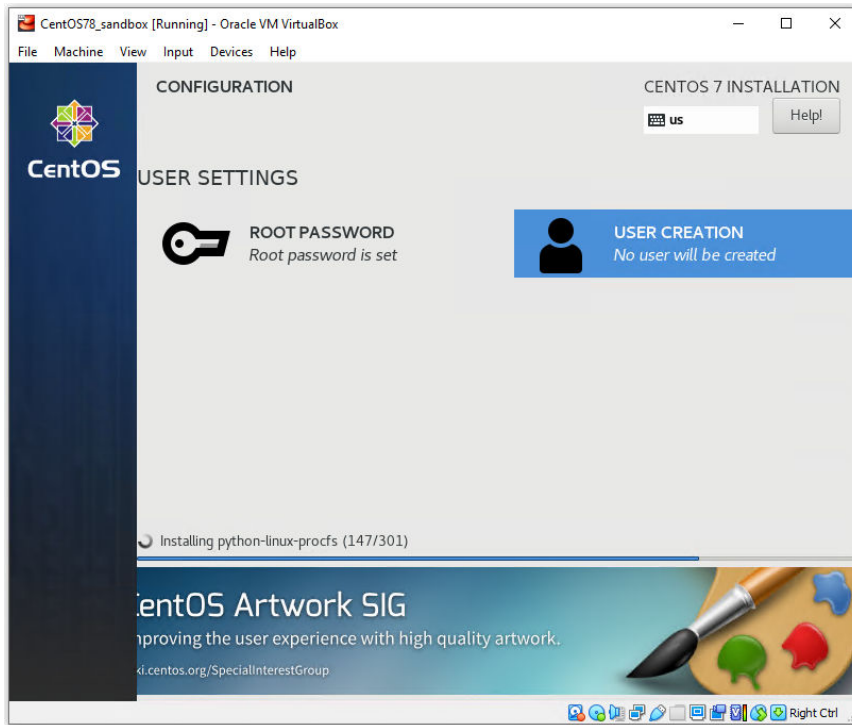 CentOS78_sandbox [Running] - Oracle VM VirtualBox
File Machine View Input Devices Help
CONFIGURATION
CENTOS 7 INSTALLATION
us
Help!
CentOS
USER SETTINGS
ROOT PASSWORD
Root password is set
USER CREATION
No user will be created
Installing python-linux-procfs (147/301)
entOS Artwork SIG
proving the user experience with high quality artwork.
ki.centos.org/SpecialInterestGroup
Right Ctrl